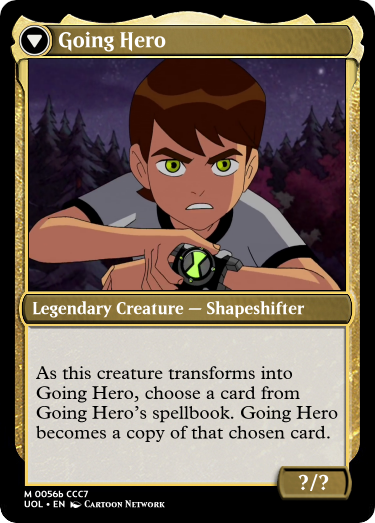 Going Hero
Legendary Creature — Shapeshifter
As this creature transforms into
Going Hero, choose a card from
Going Hero's spellbook. Going Hero
becomes a copy of that chosen card.
?/?
M 0056b CCC7
UOL • EN Cartoon Network